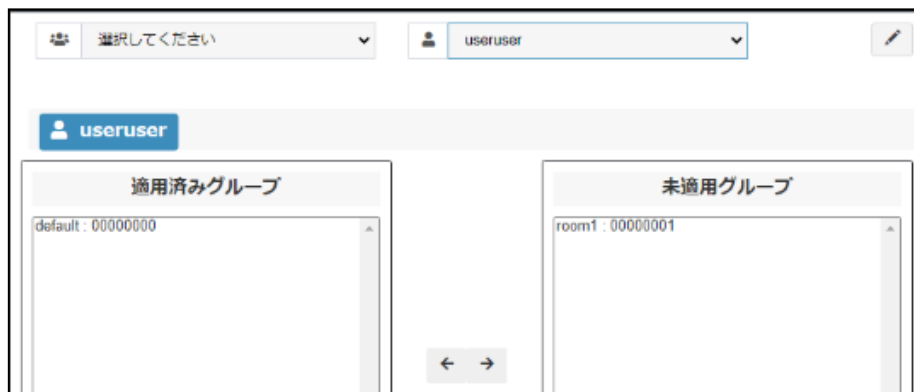 選択してください
useruser
useruser
適用済みグループ
未適用グループ
default : 00000000
room1 : 00000001